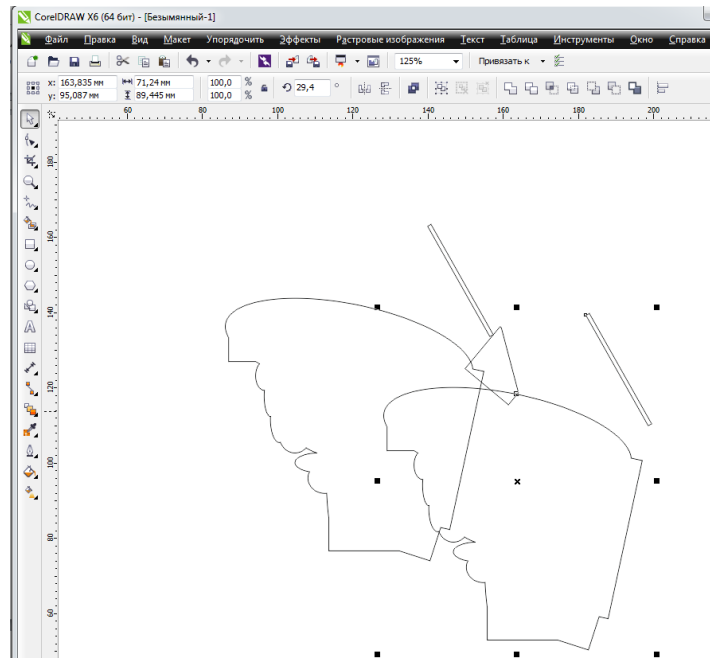 CorelDRAW X6 (64 бит) - [Безымянный-1]
Файл Правка Вид Макет Упорядочить Эффекты Растровые изображения Текст Таблица Инструменты Окно Справка
125% Привязать к
x: 163,835 мм 71,24 мм 100,0 % 29,4 °
y: 95,087 мм 89,445 мм 100,0 %
60 80 100 120 140 160 180 200
180
160
140
120
100
80
60